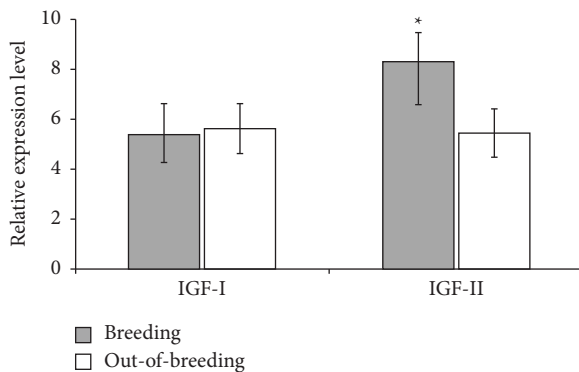 Relative expression level
10
8
6
4
2
0
*
IGF-I
IGF-II
Breeding
Out-of-breeding